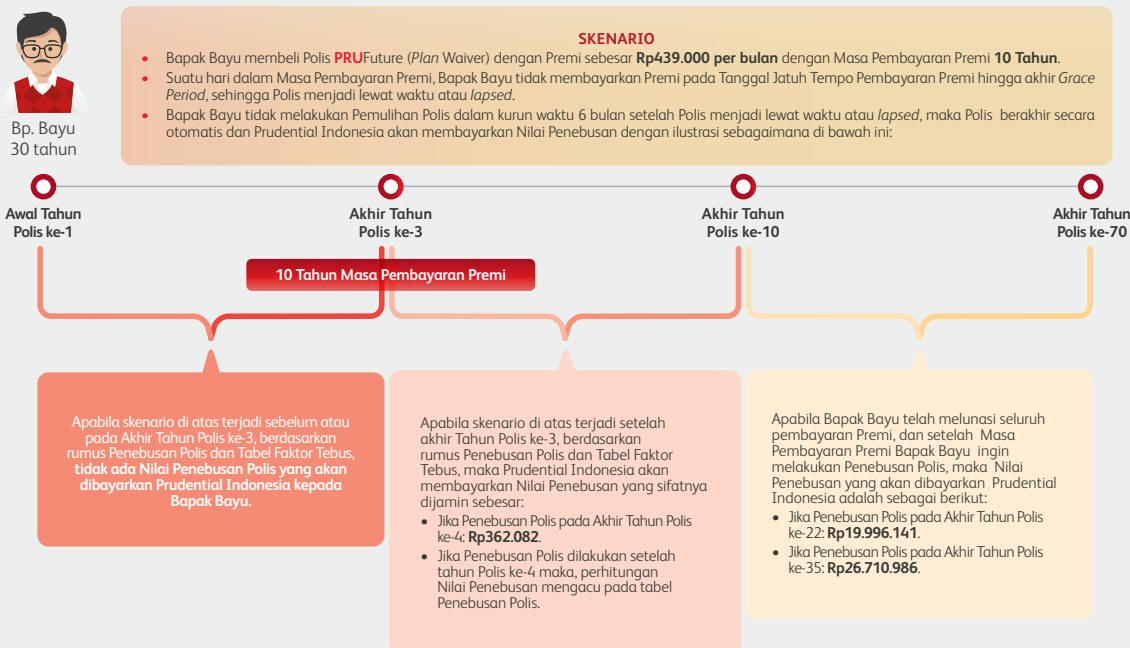 SKENARIO
• Bapak Bayu membeli Polis PRUFuture (Plan Waiver) dengan Premi sebesar Rp439.000 per bulan dengan Masa Pembayaran Premi 10 Tahun.
• Suatu hari dalam Masa Pembayaran Premi, Bapak Bayu tidak membayarkan Premi pada Tanggal Jatuh Tempo Pembayaran Premi hingga akhir Grace
Period, sehingga Polis menjadi lewat waktu atau lapsed.
• Bapak Bayu tidak melakukan Pemulihan Polis dalam kurun waktu 6 bulan setelah Polis menjadi lewat waktu atau lapsed, maka Polis berakhir secara
otomatis dan Prudential Indonesia akan membayarkan Nilai Penebusan dengan ilustrasi sebagaimana di bawah ini:
Bp. Bayu
30 tahun
Awal Tahun
Polis ke-1
Akhir Tahun
Polis ke-3
Akhir Tahun
Polis ke-10
Akhir Tahun
Polis ke-70
10 Tahun Masa Pembayaran Premi
Apabila skenario di atas terjadi sebelum atau
pada Akhir Tahun Polis ke-3, berdasarkan
rumus Penebusan Polis dan Tabel Faktor Tebus,
tidak ada Nilai Penebusan Polis yang akan
dibayarkan Prudential Indonesia kepada
Bapak Bayu.
Apabila skenario di atas terjadi setelah
akhir Tahun Polis ke-3, berdasarkan
rumus Penebusan Polis dan Tabel Faktor
Tebus, maka Prudential Indonesia akan
membayarkan Nilai Penebusan yang sifatnya
dijamin sebesar:
• Jika Penebusan Polis pada Akhir Tahun Polis
ke-4: Rp362.082.
• Jika Penebusan Polis dilakukan setelah
tahun Polis ke-4 maka, perhitungan
Nilai Penebusan mengacu pada tabel
Penebusan Polis.
Apabila Bapak Bayu telah melunasi seluruh
pembayaran Premi, dan setelah Masa
Pembayaran Premi Bapak Bayu ingin
melakukan Penebusan Polis, maka Nilai
Penebusan yang akan dibayarkan Prudential
Indonesia adalah sebagai berikut:
• Jika Penebusan Polis pada Akhir Tahun Polis
ke-22: Rp19.996.141.
• Jika Penebusan Polis pada Akhir Tahun Polis
ke-35: Rp26.710.986.